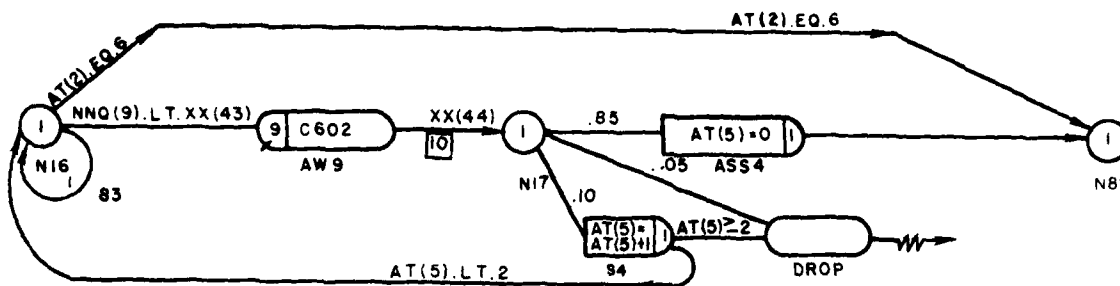 AT(2).EQ.6
AT(2).EQ.6
1
NNQ(9).LT.XX(43)
9 C602
AW9
XX(44)
10
1
N17
.85
AT(5)=0 1
ASS4
1
N8
N16
1
83
.05
.10
AT(5)=
AT(5)+1 1
94
AT(5)≥2
DROP
AT(5).LT.2